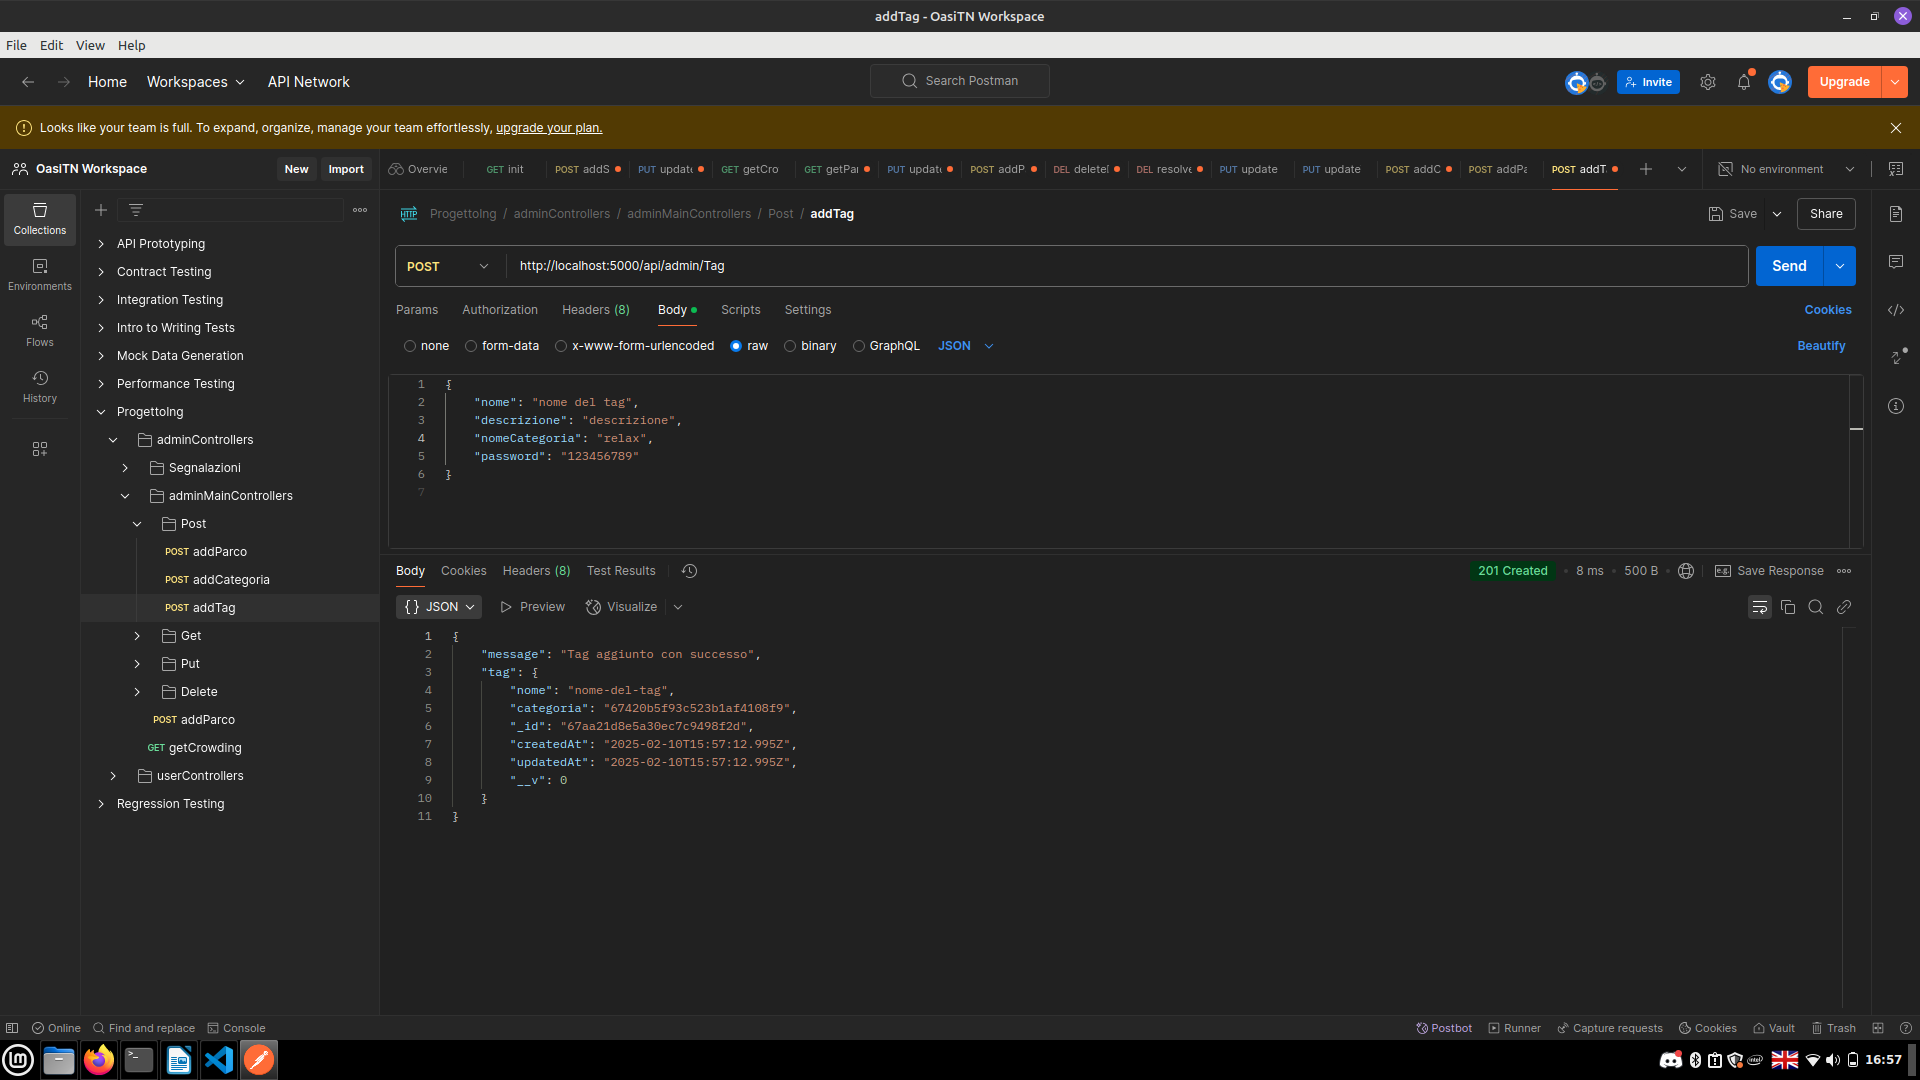 addTag - OasiTN Workspace
File Edit View Help
Home Workspaces API Network Search Postman Invite Upgrade
Looks like your team is full. To expand, organize, manage your team effortlessly, upgrade your plan.
OasiTN Workspace New Import Overvie GET init POST addS PUT update GET getCro GET getPar PUT update POST addP DEL deletel DEL resolve PUT update PUT update POST addC POST addPa POST addT No environment
HTTP ProgettoIng / adminControllers / adminMainControllers / Post / addTag Save Share
POST http://localhost:5000/api/admin/Tag Send
Params Authorization Headers (8) Body Scripts Settings Cookies
none form-data x-www-form-urlencoded raw binary GraphQL JSON Beautify
1 {
2 "nome": "nome del tag",
3 "descrizione": "descrizione",
4 "nomeCategoria": "relax",
5 "password": "123456789"
6 }
7
Collections
Environments
Flows
History
API Prototyping
Contract Testing
Integration Testing
Intro to Writing Tests
Mock Data Generation
Performance Testing
ProgettoIng
adminControllers
Segnalazioni
adminMainControllers
Post
POST addParco
POST addCategoria
POST addTag
Get
Put
Delete
POST addParco
GET getCrowding
userControllers
Regression Testing
Body Cookies Headers (8) Test Results 201 Created 8 ms 500 B e.g. Save Response
{} JSON Preview Visualize
1 {
2 "message": "Tag aggiunto con successo",
3 "tag": {
4 "nome": "nome-del-tag",
5 "categoria": "67420b5f93c523b1af4108f9",
6 "_id": "67aa21d8e5a30ec7c9498f2d",
7 "createdAt": "2025-02-10T15:57:12.995Z",
8 "updatedAt": "2025-02-10T15:57:12.995Z",
9 "__v": 0
10 }
11 }
Online Find and replace Console Postbot Runner Capture requests Cookies Vault Trash
16:57